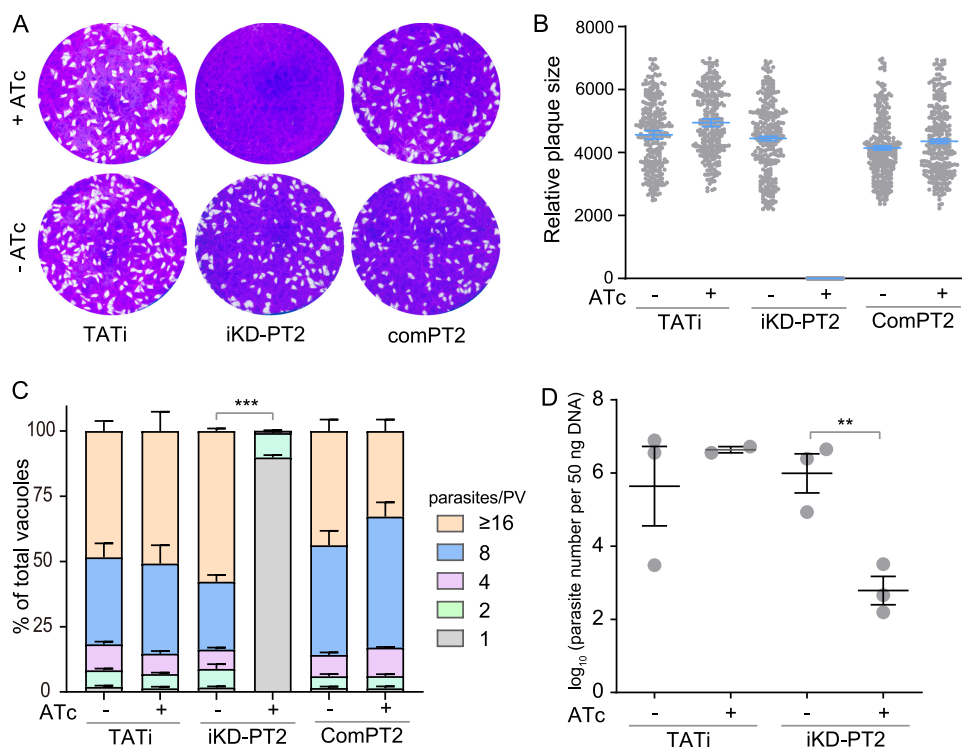 A
+ ATc
- ATc
TATi
iKD-PT2
comPT2
B
Relative plaque size
8000
6000
4000
2000
0
ATc - + - + - +
TATi
iKD-PT2
ComPT2
C
% of total vacuoles
100
75
50
25
0
***
parasites/PV
≥16
8
4
2
1
ATc - + - + - +
TATi
iKD-PT2
ComPT2
D
log10 (parasite number per 50 ng DNA)
8
6
4
2
0
**
ATc - + - +
TATi
iKD-PT2